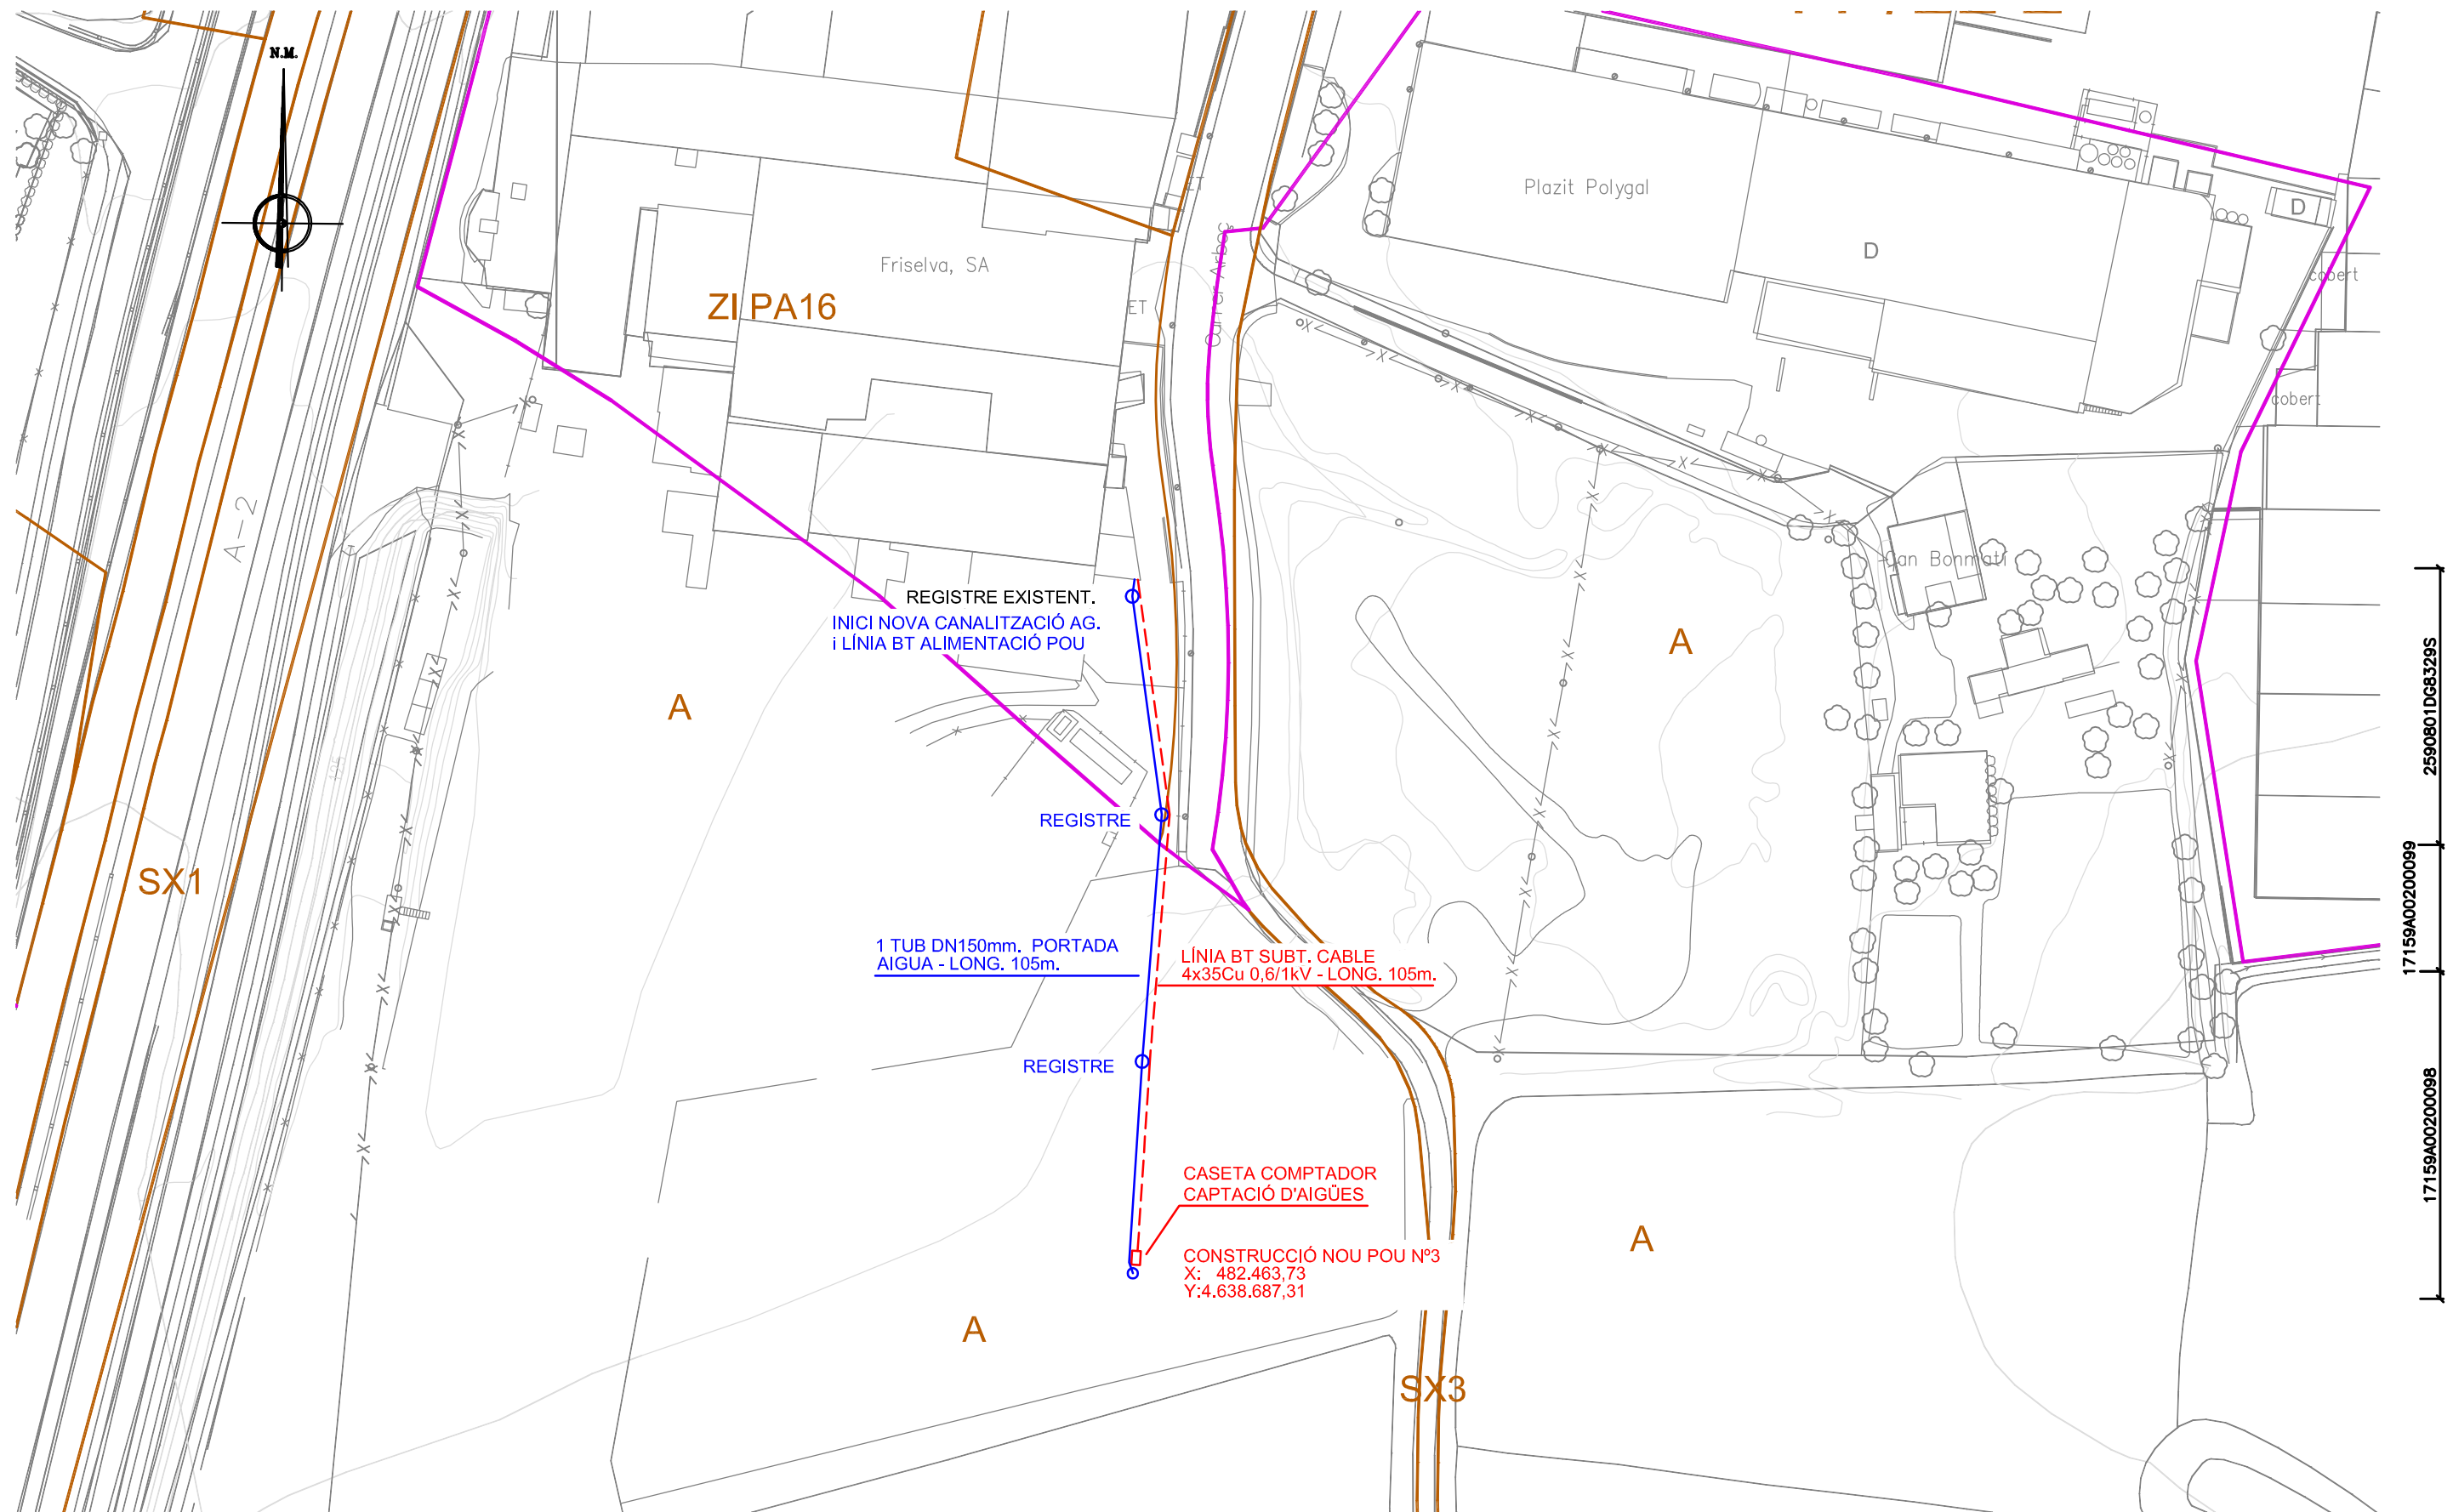 N.M.
Plazit Polygal
D
D
ET
Friselva, SA
ZI PA16
ET
cobert
cobert
A-2
Can Bonmatí
REGISTRE EXISTENT.
INICI NOVA CANALITZACIÓ AG.
i LÍNIA BT ALIMENTACIÓ POU
A
A
2590801DG8329S
REGISTRE
SX1
17159A00200099
1 TUB DN150mm. PORTADA
AIGUA - LONG. 105m.
LÍNIA BT SUBT. CABLE
4x35Cu 0,6/1kV - LONG. 105m.
REGISTRE
17159A00200098
CASETA COMPTADOR
CAPTACIÓ D'AIGÜES
A
CONSTRUCCIÓ NOU POU Nº3
X: 482.463,73
Y:4.638.687,31
A
SX3